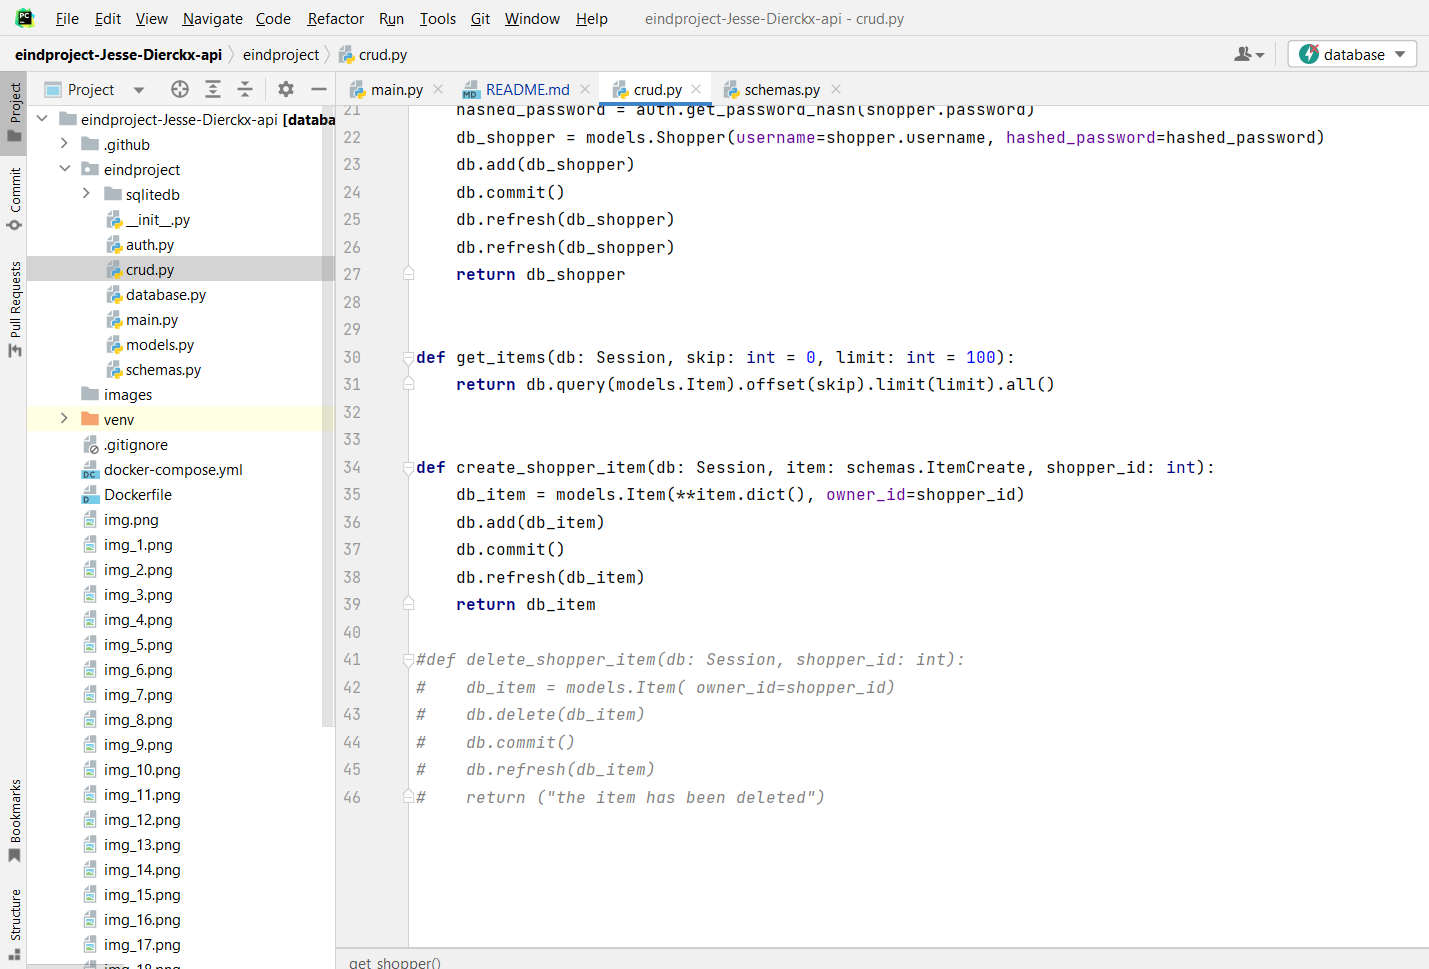 PC File Edit View Navigate Code Refactor Run Tools Git Window Help eindproject-Jesse-Dierckx-api - crud.py
eindproject-Jesse-Dierckx-api eindproject crud.py database
Project
Commit
Pull Requests
Bookmarks
Structure
Project
eindproject-Jesse-Dierckx-api [databa
.github
eindproject
sqlitedb
__init__.py
auth.py
crud.py
database.py
main.py
models.py
schemas.py
images
venv
.gitignore
DC docker-compose.yml
D Dockerfile
img.png
img_1.png
img_2.png
img_3.png
img_4.png
img_5.png
img_6.png
img_7.png
img_8.png
img_9.png
img_10.png
img_11.png
img_12.png
img_13.png
img_14.png
img_15.png
img_16.png
img_17.png
img_18.png
main.py MD README.md crud.py schemas.py
21 hashed_password = auth.get_password_hash(shopper.password)
22 db_shopper = models.Shopper(username=shopper.username, hashed_password=hashed_password)
23 db.add(db_shopper)
24 db.commit()
25 db.refresh(db_shopper)
26 db.refresh(db_shopper)
27 return db_shopper
28
29
30 def get_items(db: Session, skip: int = 0, limit: int = 100):
31 return db.query(models.Item).offset(skip).limit(limit).all()
32
33
34 def create_shopper_item(db: Session, item: schemas.ItemCreate, shopper_id: int):
35 db_item = models.Item(**item.dict(), owner_id=shopper_id)
36 db.add(db_item)
37 db.commit()
38 db.refresh(db_item)
39 return db_item
40
41 #def delete_shopper_item(db: Session, shopper_id: int):
42 # db_item = models.Item( owner_id=shopper_id)
43 # db.delete(db_item)
44 # db.commit()
45 # db.refresh(db_item)
46 # return ("the item has been deleted")
get_shopper()